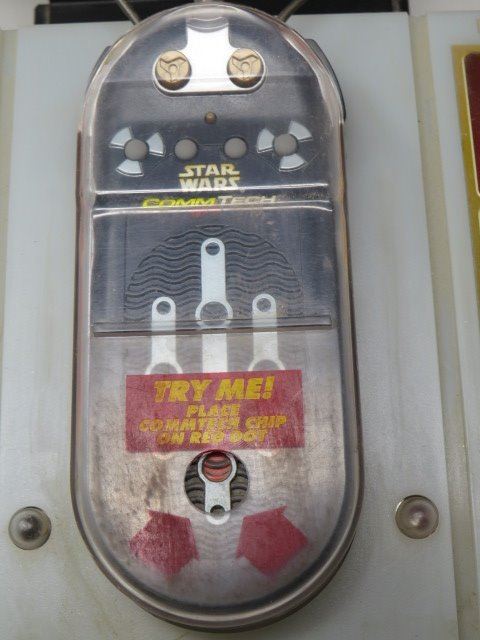 STAR
WARS
COMMTECH
TRY ME!
PLACE
COMMTECH CHIP
ON RED DOT